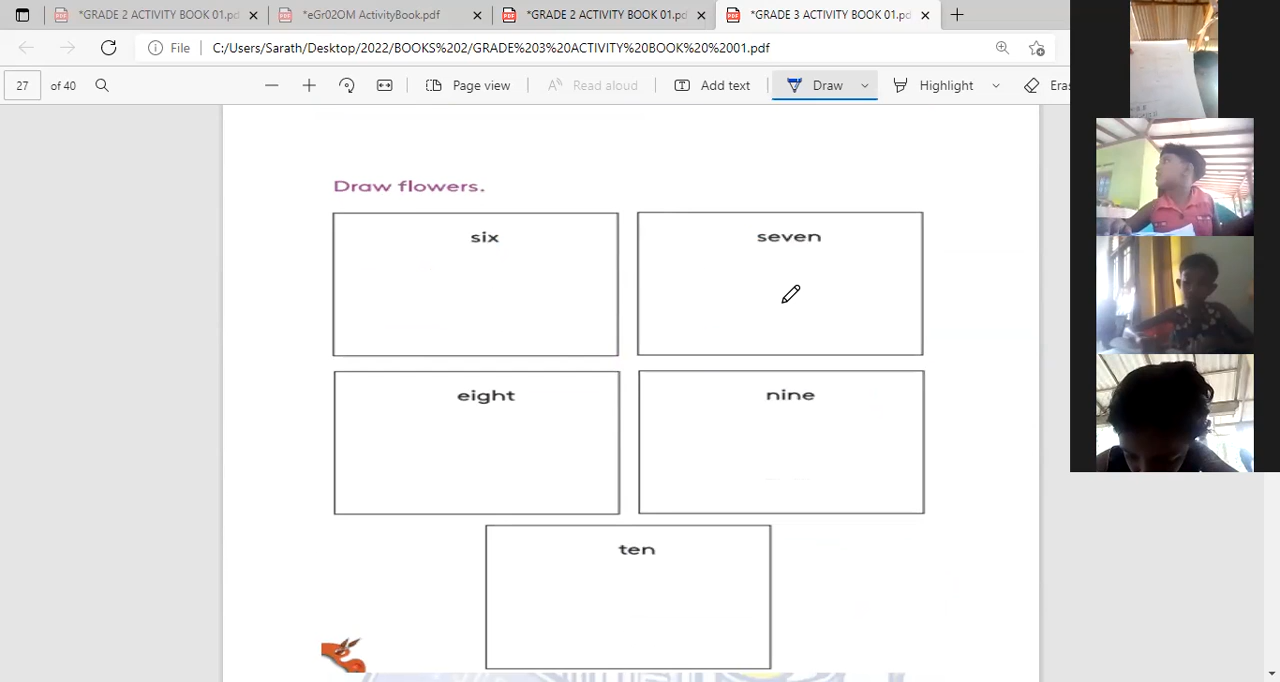 *GRADE 2 ACTIVITY BOOK 01.pd
*eGr02OM ActivityBook.pdf
*GRADE 2 ACTIVITY BOOK 01.pd
*GRADE 3 ACTIVITY BOOK 01.pd
File
C:/Users/Sarath/Desktop/2022/BOOKS%202/GRADE%203%20ACTIVITY%20BOOK%20%2001.pdf
27 of 40
Page view
Read aloud
Add text
Draw
Highlight
Eras
Draw flowers.
six
seven
eight
nine
ten